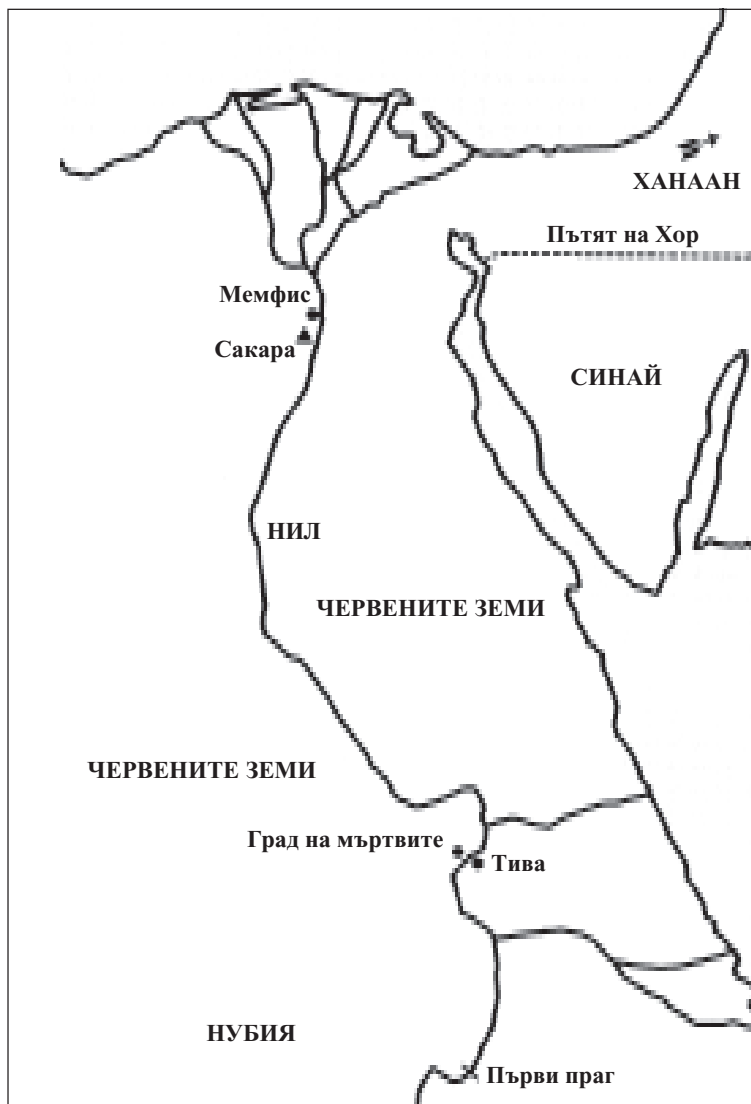 ХАНААН
Пътят на Хор
Мемфис
Сакара
СИНАЙ
НИЛ
ЧЕРВЕНИТЕ ЗЕМИ
ЧЕРВЕНИТЕ ЗЕМИ
Град на мъртвите
Тива
НУБИЯ
Първи праг